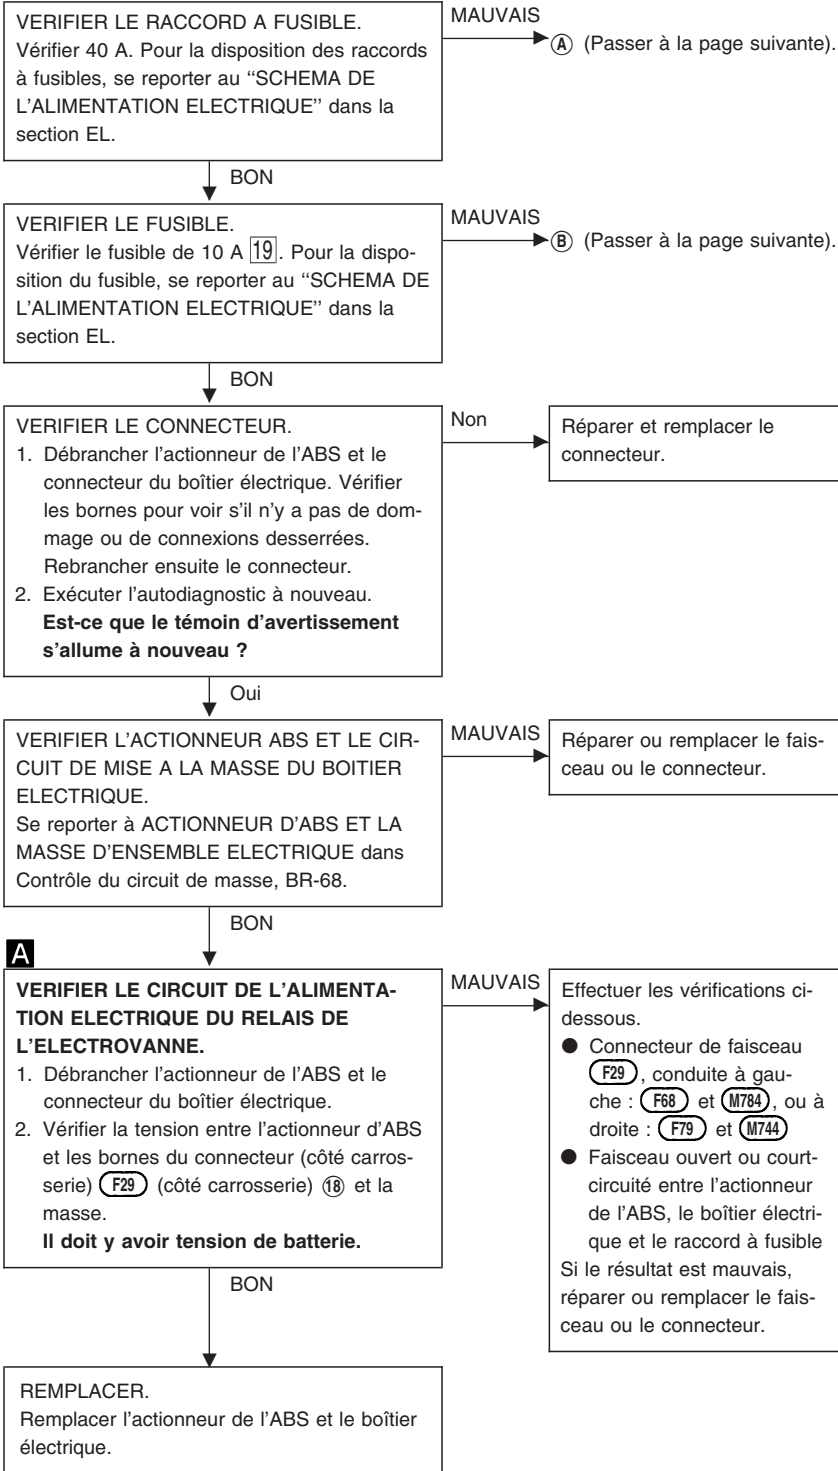 VERIFIER LE RACCORD A FUSIBLE.
Vérifier 40 A. Pour la disposition des raccords
à fusibles, se reporter au ''SCHEMA DE
L'ALIMENTATION ELECTRIQUE'' dans la
section EL.
MAUVAIS
A (Passer à la page suivante).
BON
VERIFIER LE FUSIBLE.
Vérifier le fusible de 10 A 19. Pour la dispo-
sition du fusible, se reporter au ''SCHEMA DE
L'ALIMENTATION ELECTRIQUE'' dans la
section EL.
MAUVAIS
B (Passer à la page suivante).
BON
VERIFIER LE CONNECTEUR.
1. Débrancher l'actionneur de l'ABS et le
connecteur du boîtier électrique. Vérifier
les bornes pour voir s'il n'y a pas de dom-
mage ou de connexions desserrées.
Rebrancher ensuite le connecteur.
2. Exécuter l'autodiagnostic à nouveau.
Est-ce que le témoin d'avertissement
s'allume à nouveau ?
Non
Réparer et remplacer le
connecteur.
Oui
VERIFIER L'ACTIONNEUR ABS ET LE CIR-
CUIT DE MISE A LA MASSE DU BOITIER
ELECTRIQUE.
Se reporter à ACTIONNEUR D'ABS ET LA
MASSE D'ENSEMBLE ELECTRIQUE dans
Contrôle du circuit de masse, BR-68.
MAUVAIS
Réparer ou remplacer le fais-
ceau ou le connecteur.
BON
A
VERIFIER LE CIRCUIT DE L'ALIMENTA-
TION ELECTRIQUE DU RELAIS DE
L'ELECTROVANNE.
1. Débrancher l'actionneur de l'ABS et le
connecteur du boîtier électrique.
2. Vérifier la tension entre l'actionneur d'ABS
et les bornes du connecteur (côté carros-
serie) F29 (côté carrosserie) 18 et la
masse.
Il doit y avoir tension de batterie.
MAUVAIS
Effectuer les vérifications ci-
dessous.
● Connecteur de faisceau
F29, conduite à gau-
che : F68 et M784, ou à
droite : F79 et M744
● Faisceau ouvert ou court-
circuité entre l'actionneur
de l'ABS, le boîtier électri-
que et le raccord à fusible
Si le résultat est mauvais,
réparer ou remplacer le fais-
ceau ou le connecteur.
BON
REMPLACER.
Remplacer l'actionneur de l'ABS et le boîtier
électrique.